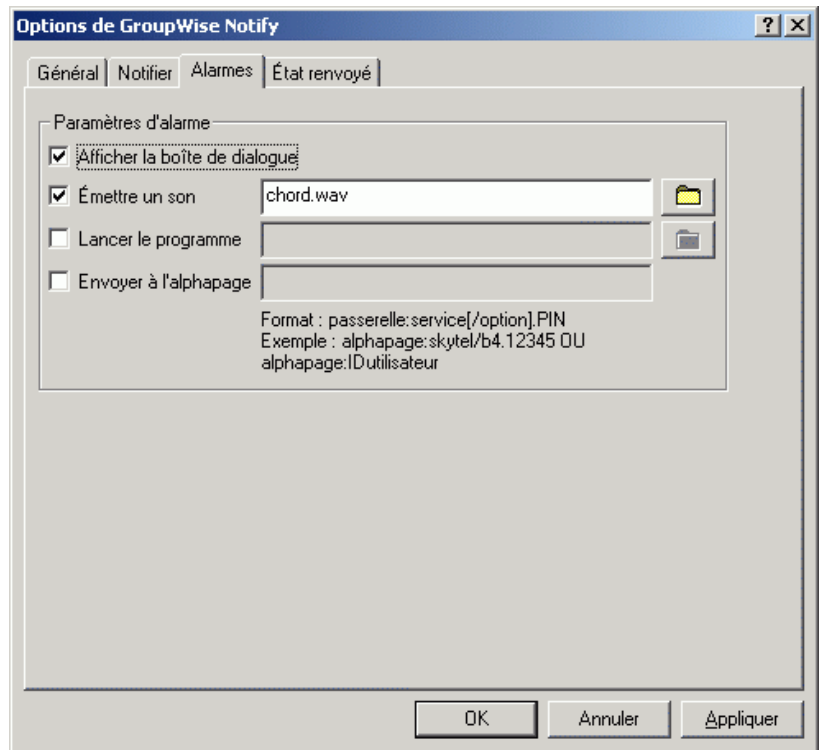 Options de GroupWise Notify
Général Notifier Alarmes État renvoyé
Paramètres d'alarme
Afficher la boîte de dialogue
Émettre un son chord.wav
Lancer le programme
Envoyer à l'alphapage
Format : passerelle:service[/option].PIN
Exemple : alphapage:skytel/b4.12345 OU
alphapage:IDutilisateur
OK Annuler Appliquer